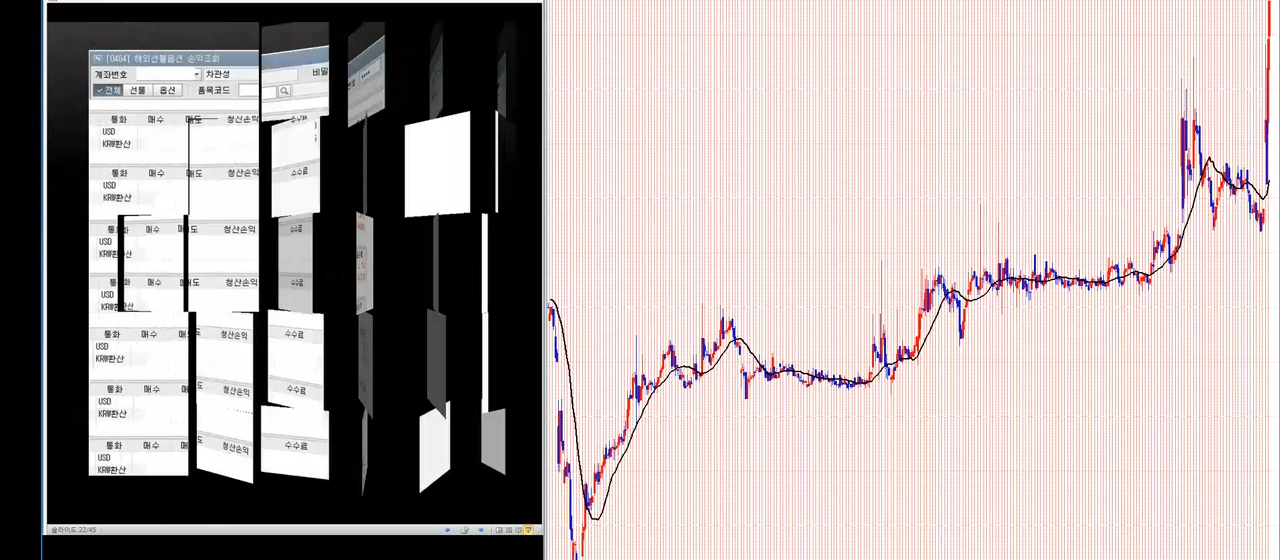 [0464] 해외선물옵션 손익조회
계좌번호 차관성 비밀
✓전체 선물 옵션 품목코드
통화 매수 매도 청산손익 수수료
USD
KRW환산
통화 매수 매도 청산손익 수수료
USD
KRW환산
통화 매수 매도 청산손익 수수료
USD
KRW환산
통화 매수 매도 청산손익 수수료
USD
KRW환산
통화 매수 도 청산손익 수수료
USD
KRW환산
통화 매수 도 청산손익 수수료
USD
KRW환산
통화 매수 도 청산손익 수수료
USD
KRW환산
슬라이드 22/45